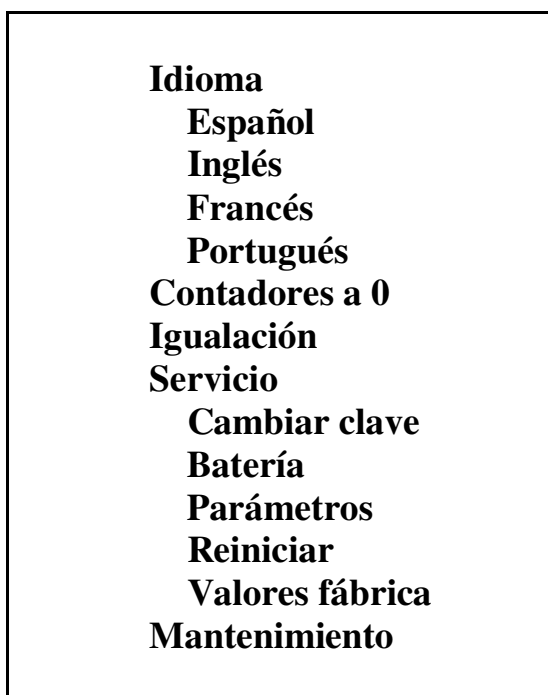 Idioma
Español
Inglés
Francés
Portugués
Contadores a 0
Igualación
Servicio
Cambiar clave
Batería
Parámetros
Reiniciar
Valores fábrica
Mantenimiento